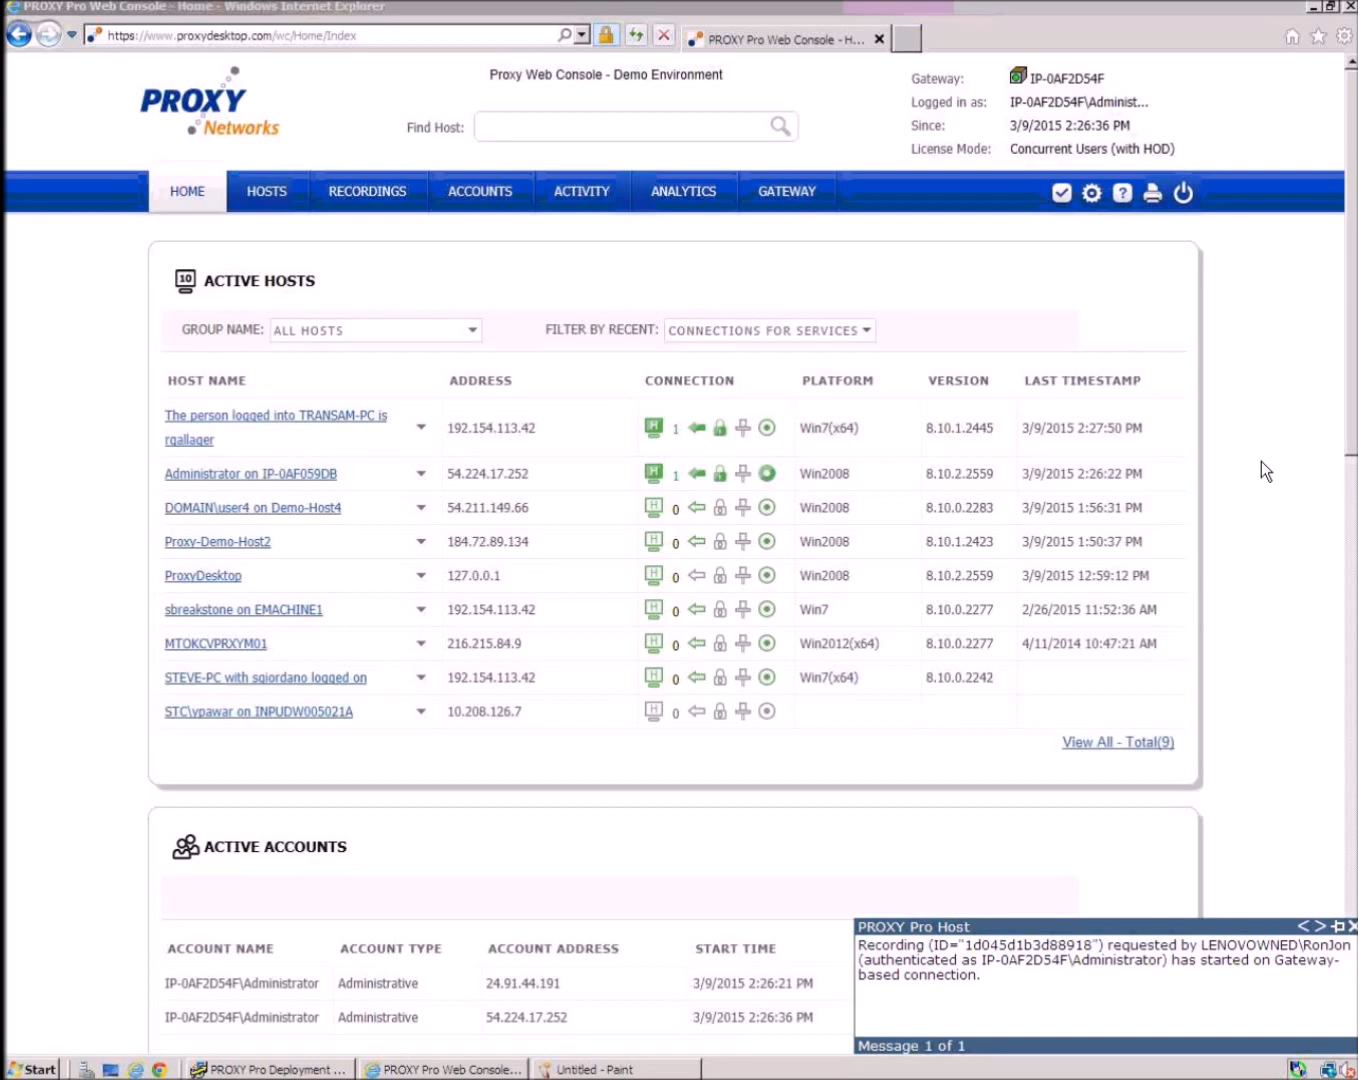 PROXY Pro Web Console - Home - Windows Internet Explorer
https://www.proxydesktop.com/wc/Home/Index
PROXY Pro Web Console - H...
PROXY
Networks
Proxy Web Console - Demo Environment
Find Host:
Gateway: IP-0AF2D54F
Logged in as: IP-0AF2D54F\Administ...
Since: 3/9/2015 2:26:36 PM
License Mode: Concurrent Users (with HOD)
HOME HOSTS RECORDINGS ACCOUNTS ACTIVITY ANALYTICS GATEWAY
10 ACTIVE HOSTS
GROUP NAME: ALL HOSTS FILTER BY RECENT: CONNECTIONS FOR SERVICES
HOST NAME ADDRESS CONNECTION PLATFORM VERSION LAST TIMESTAMP
The person logged into TRANSAM-PC is
rgallager 192.154.113.42 H 1 Win7(x64) 8.10.1.2445 3/9/2015 2:27:50 PM
Administrator on IP-0AF059DB 54.224.17.252 H 1 Win2008 8.10.2.2559 3/9/2015 2:26:22 PM
DOMAIN\user4 on Demo-Host4 54.211.149.66 H 0 Win2008 8.10.0.2283 3/9/2015 1:56:31 PM
Proxy-Demo-Host2 184.72.89.134 H 0 Win2008 8.10.1.2423 3/9/2015 1:50:37 PM
ProxyDesktop 127.0.0.1 H 0 Win2008 8.10.2.2559 3/9/2015 12:59:12 PM
sbreakstone on EMACHINE1 192.154.113.42 H 0 Win7 8.10.0.2277 2/26/2015 11:52:36 AM
MTOKCVPRXYM01 216.215.84.9 H 0 Win2012(x64) 8.10.0.2277 4/11/2014 10:47:21 AM
STEVE-PC with sgiordano logged on 192.154.113.42 H 0 Win7(x64) 8.10.0.2242
STC\ypawar on INPUDW005021A 10.208.126.7 H 0
View All - Total(9)
ACTIVE ACCOUNTS
ACCOUNT NAME ACCOUNT TYPE ACCOUNT ADDRESS START TIME
IP-0AF2D54F\Administrator Administrative 24.91.44.191 3/9/2015 2:26:21 PM
IP-0AF2D54F\Administrator Administrative 54.224.17.252 3/9/2015 2:26:36 PM
PROXY Pro Host
Recording (ID="1d045d1b3d88918") requested by LENOVOWNED\RonJon
(authenticated as IP-0AF2D54F\Administrator) has started on Gateway-
based connection.
Message 1 of 1
Start PROXY Pro Deployment ... PROXY Pro Web Console... Untitled - Paint